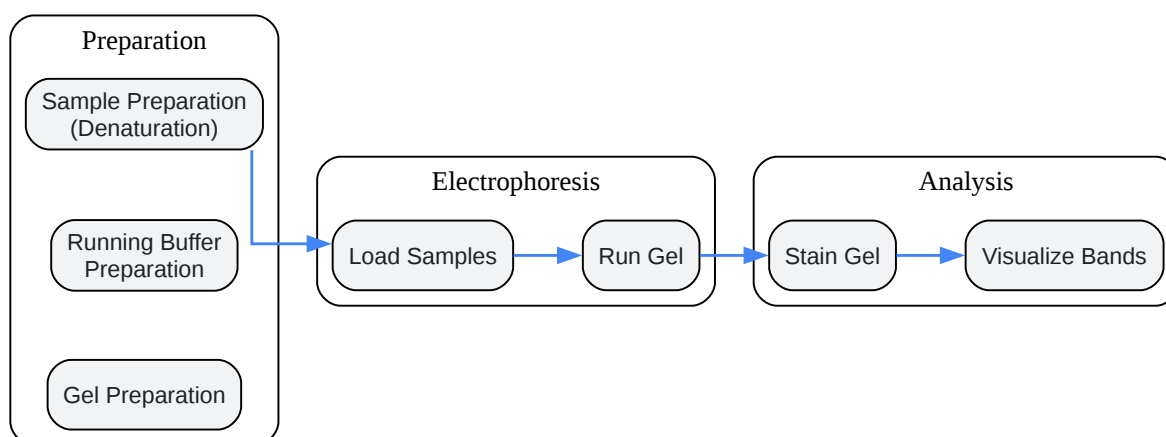 Preparation
Sample Preparation
(Denaturation)
Running Buffer
Preparation
Gel Preparation
Electrophoresis
Load Samples
Run Gel
Analysis
Stain Gel
Visualize Bands